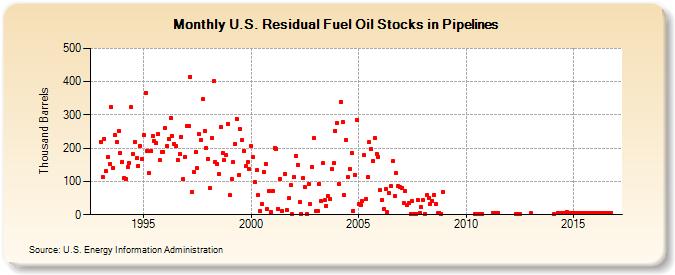 Monthly U.S. Residual Fuel Oil Stocks in Pipelines
Thousand Barrels
500
400
300
200
100
0
1995 2000 2005 2010 2015
Source: U.S. Energy Information Administration